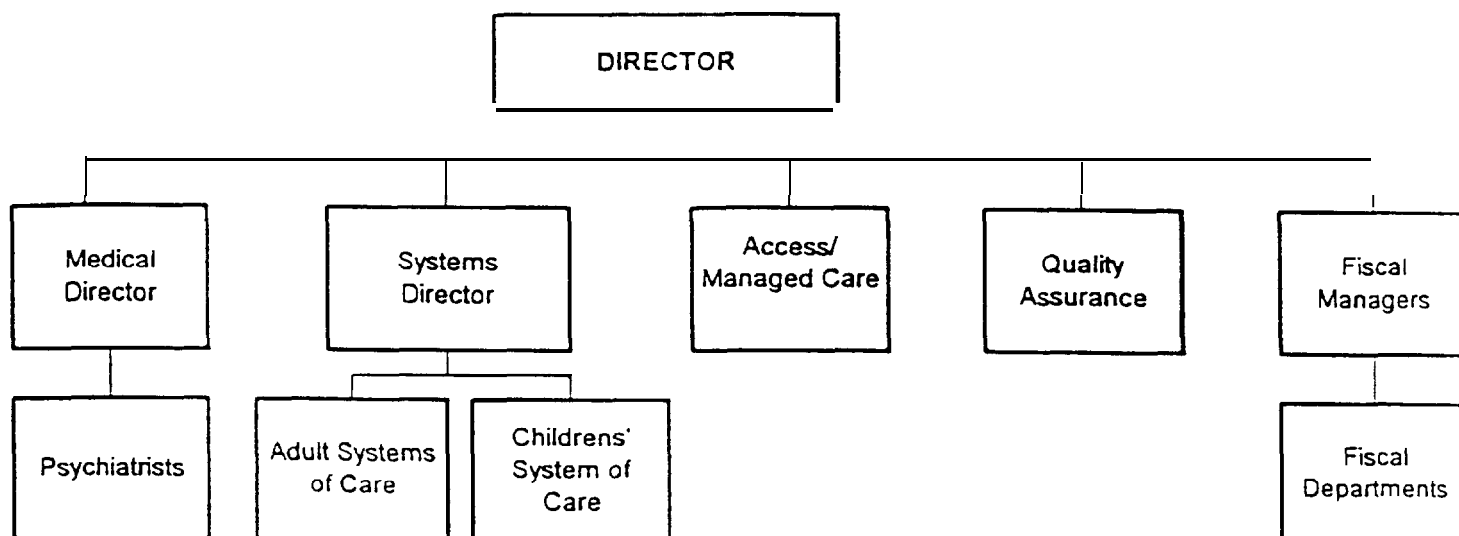 DIRECTOR
Medical
Director
Systems
Director
Access/
Managed Care
Quality
Assurance
Fiscal
Managers
Psychiatrists
Adult Systems
of Care
Childrens'
System of
Care
Fiscal
Departments